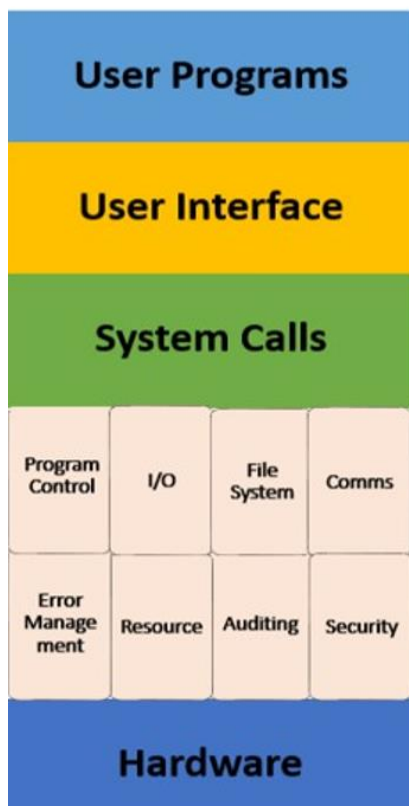 User Programs
User Interface
System Calls
Program
Control
I/O
File
System
Comms
Error
Manage
ment
Resource
Auditing
Security
Hardware